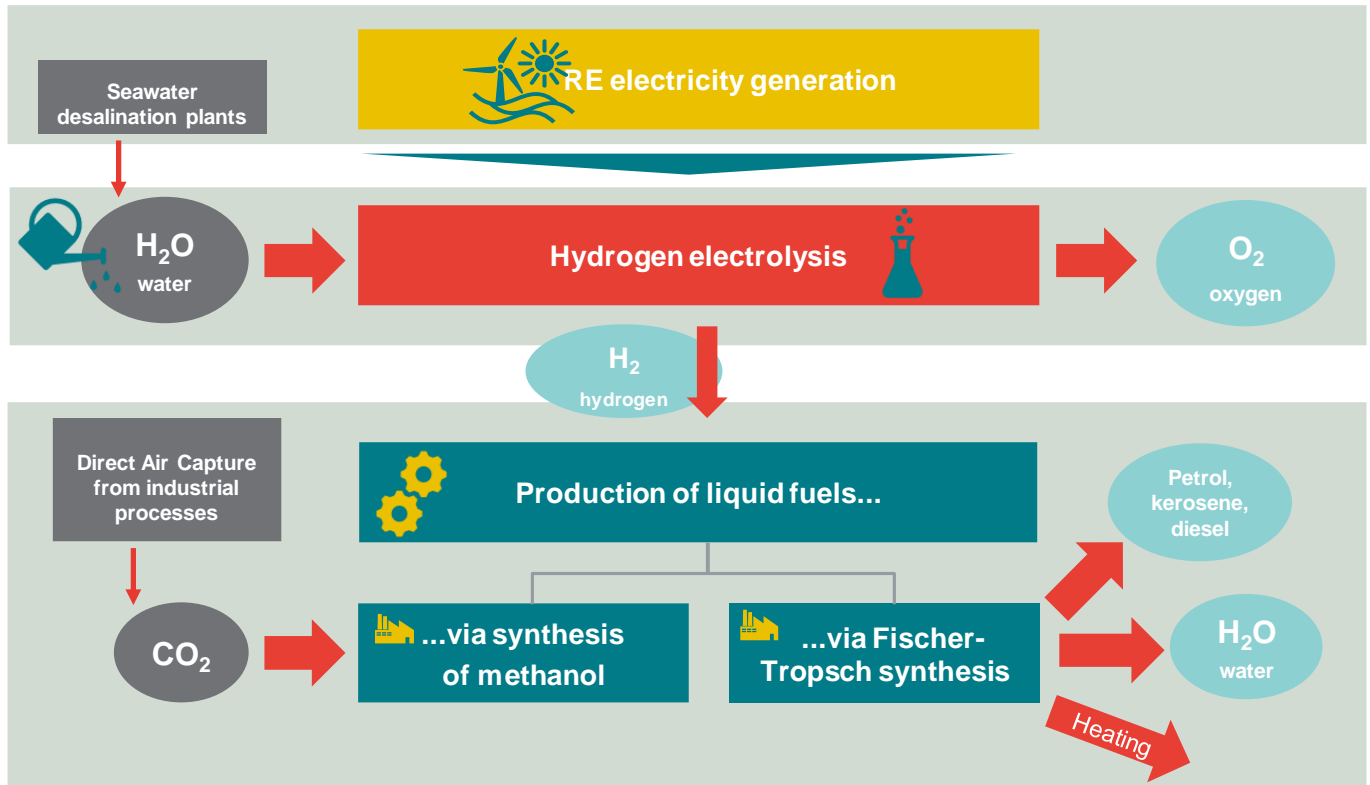 RE electricity generation
Seawater
desalination plants
H₂O
water
Hydrogen electrolysis
O₂
oxygen
H₂
hydrogen
Direct Air Capture
from industrial
processes
Production of liquid fuels...
Petrol,
kerosene,
diesel
CO₂
...via synthesis
of methanol
...via Fischer-
Tropsch synthesis
H₂O
water
Heating